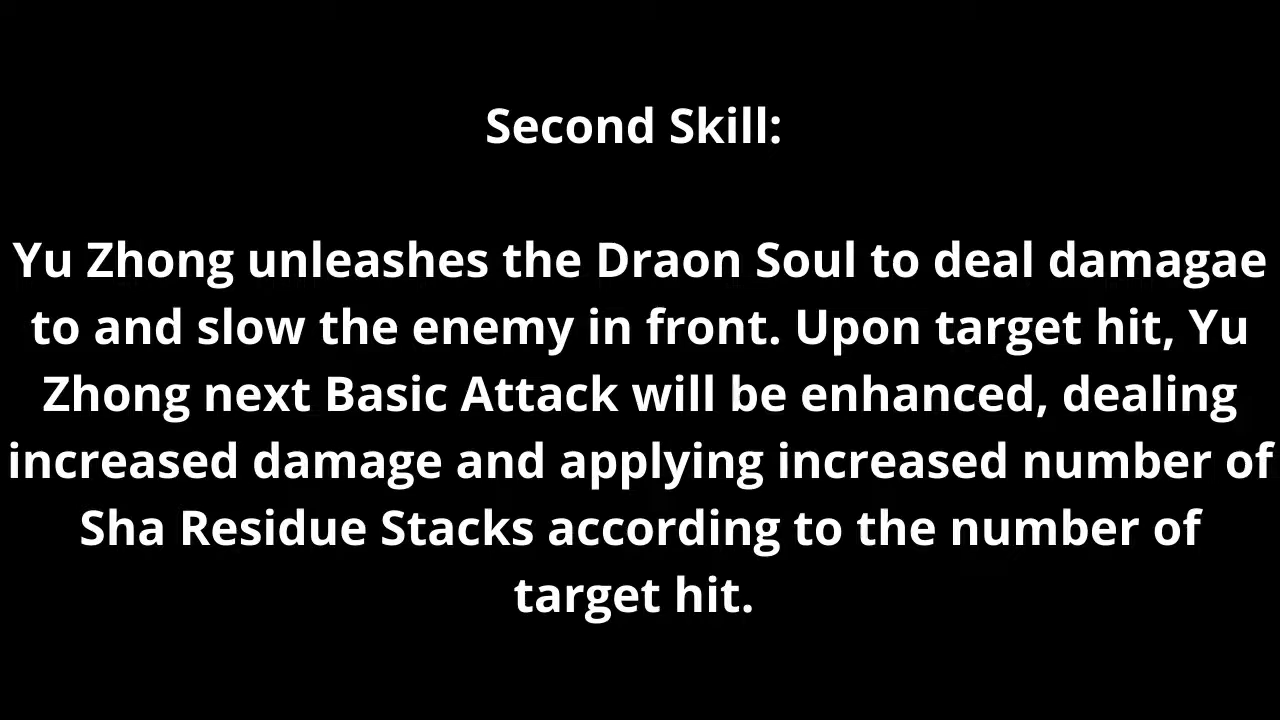 Second Skill:
Yu Zhong unleashes the Draon Soul to deal damagae
to and slow the enemy in front. Upon target hit, Yu
Zhong next Basic Attack will be enhanced, dealing
increased damage and applying increased number of
Sha Residue Stacks according to the number of
target hit.